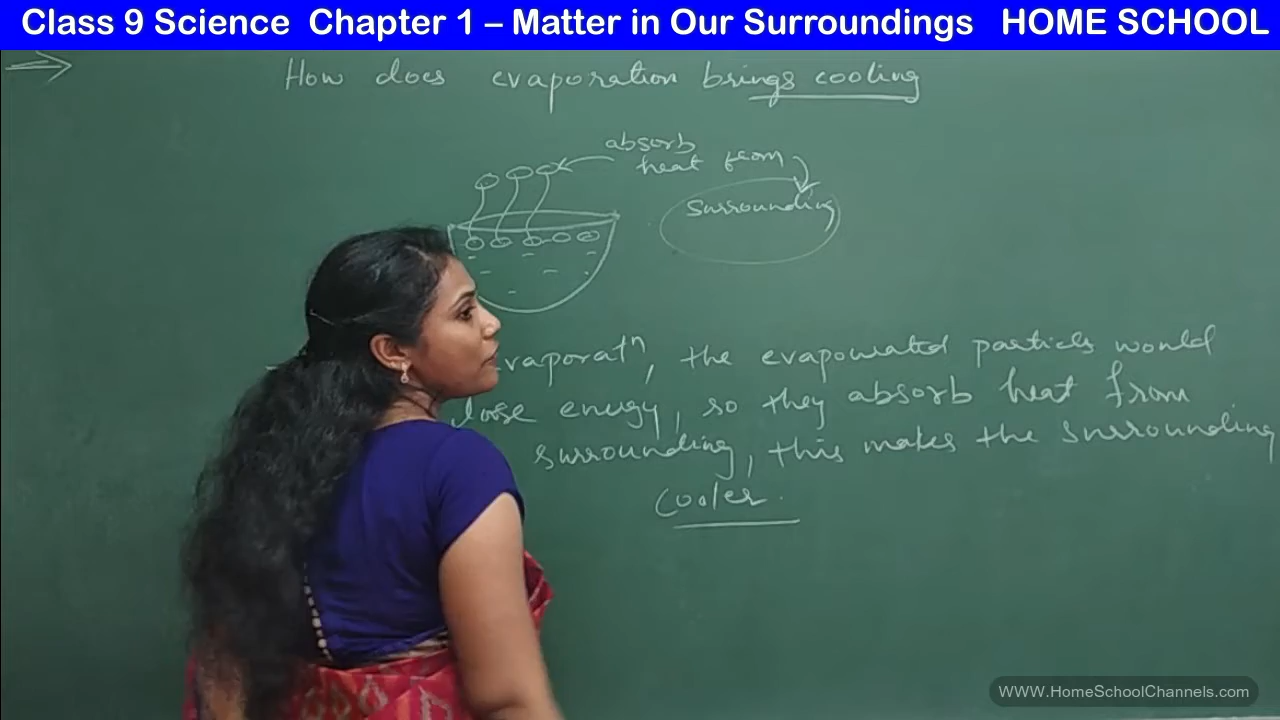 Class 9 Science Chapter 1 – Matter in Our Surroundings HOME SCHOOL
How does evaporation brings cooling
absorb
heat from
surrounding
vaporatⁿ, the evaporated particles would
loose energy, so they absorb heat from
surrounding, this makes the surrounding
cooler.
WWW.HomeSchoolChannels.com